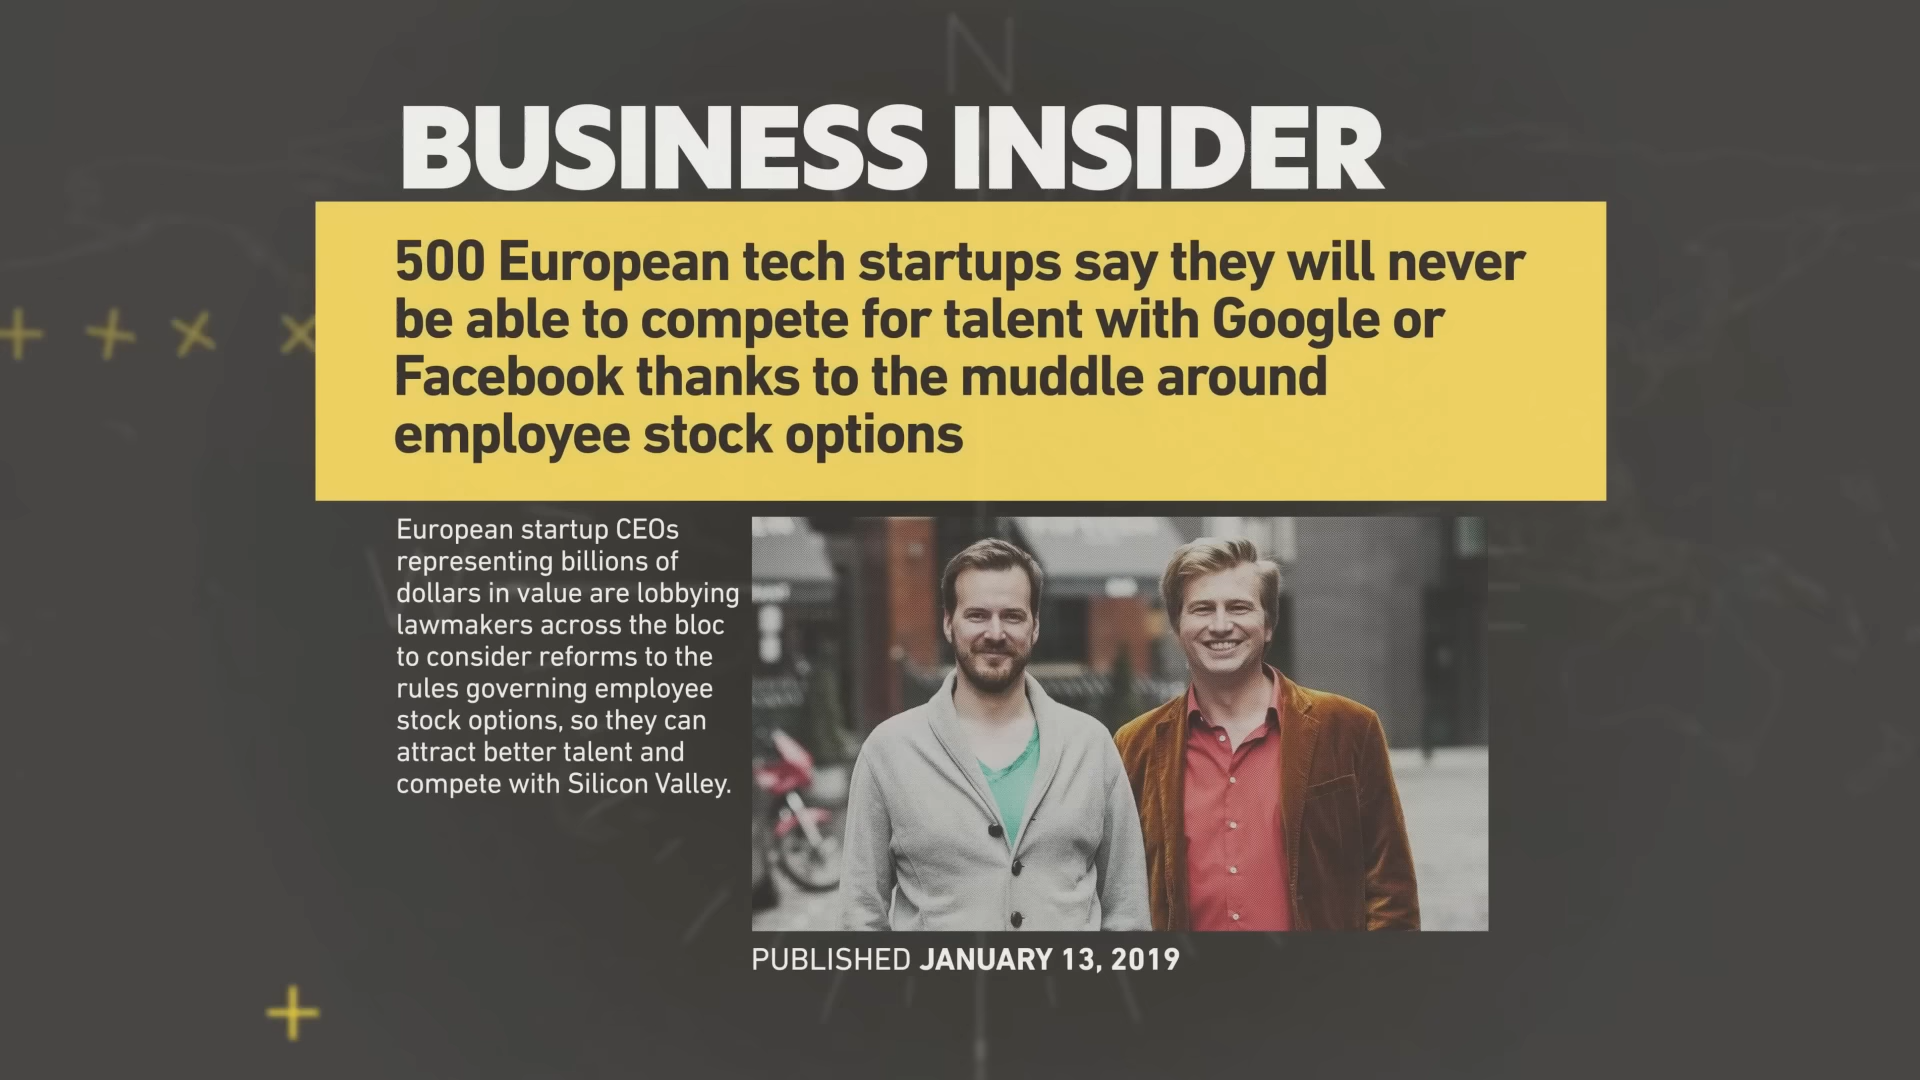 N
BUSINESS INSIDER
500 European tech startups say they will never
be able to compete for talent with Google or
Facebook thanks to the muddle around
employee stock options
European startup CEOs
representing billions of
dollars in value are lobbying
lawmakers across the bloc
to consider reforms to the
rules governing employee
stock options, so they can
attract better talent and
compete with Silicon Valley.
PUBLISHED JANUARY 13, 2019